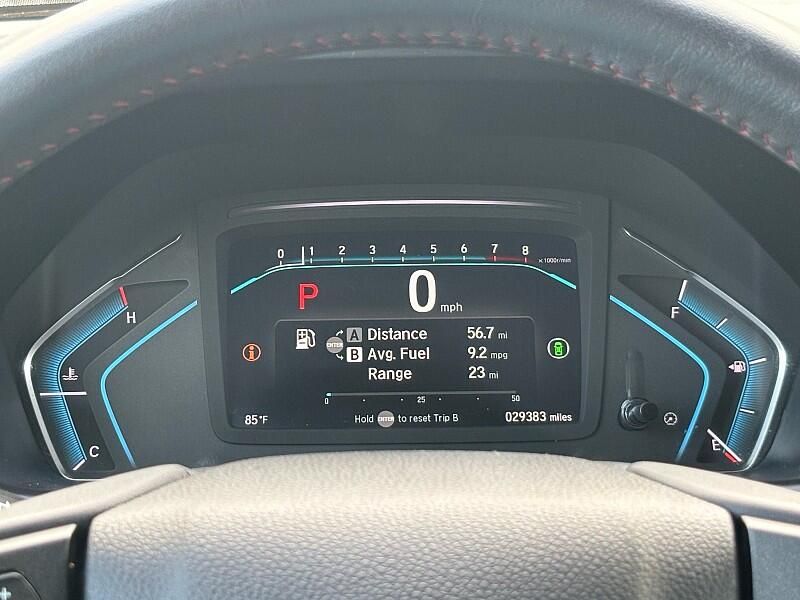 0 1 2 3 4 5 6 7 8 ×1000r/min
H
F
P 0 mph
A Distance 56.7 mi
ENTER
B Avg. Fuel 9.2 mpg
Range 23 mi
0 25 50
C
E
85°F
Hold ENTER to reset Trip B
029383 miles